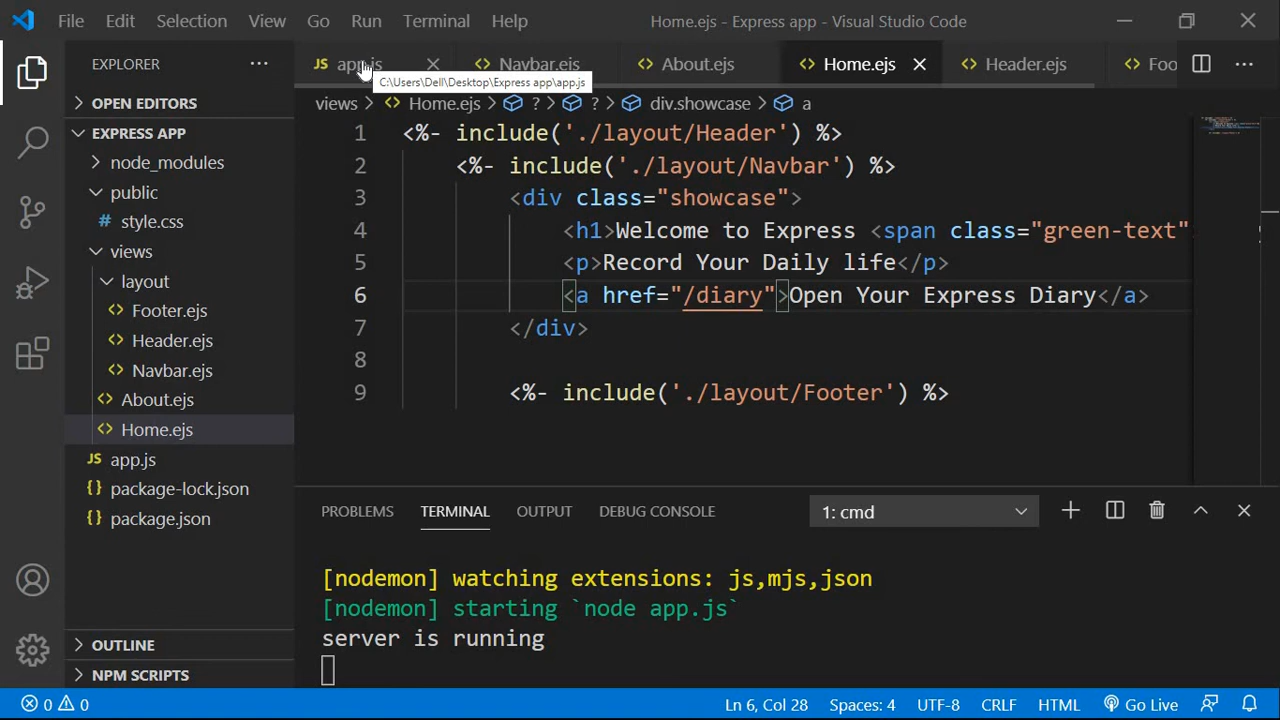 File Edit Selection View Go Run Terminal Help Home.ejs - Express app - Visual Studio Code
EXPLORER ··· JS app.js Navbar.ejs About.ejs Home.ejs Header.ejs Foo
C:\Users\Dell\Desktop\Express app\app.js
OPEN EDITORS
EXPRESS APP
node_modules
public
style.css
views
layout
Footer.ejs
Header.ejs
Navbar.ejs
About.ejs
Home.ejs
JS app.js
{} package-lock.json
{} package.json
OUTLINE
NPM SCRIPTS
views > Home.ejs > ? > ? > div.showcase > a
1 <%- include('./layout/Header') %>
2 <%- include('./layout/Navbar') %>
3 <div class="showcase">
4 <h1>Welcome to Express <span class="green-text"
5 <p>Record Your Daily life</p>
6 <a href="/diary">Open Your Express Diary</a>
7 </div>
8
9 <%- include('./layout/Footer') %>
PROBLEMS TERMINAL OUTPUT DEBUG CONSOLE 1: cmd
[nodemon] watching extensions: js,mjs,json
[nodemon] starting `node app.js`
server is running
0 0 Ln 6, Col 28 Spaces: 4 UTF-8 CRLF HTML Go Live